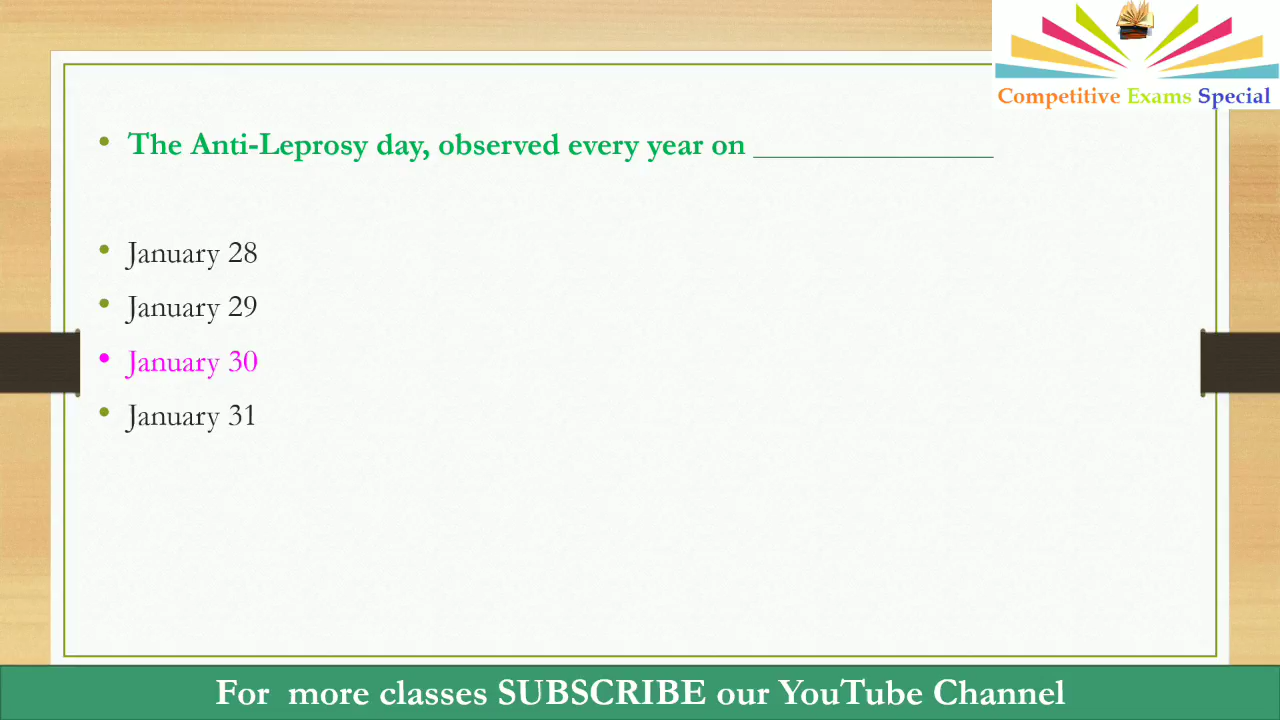 Competitive Exams Special
• The Anti-Leprosy day, observed every year on ________________
• January 28
• January 29
• January 30
• January 31
For more classes SUBSCRIBE our YouTube Channel